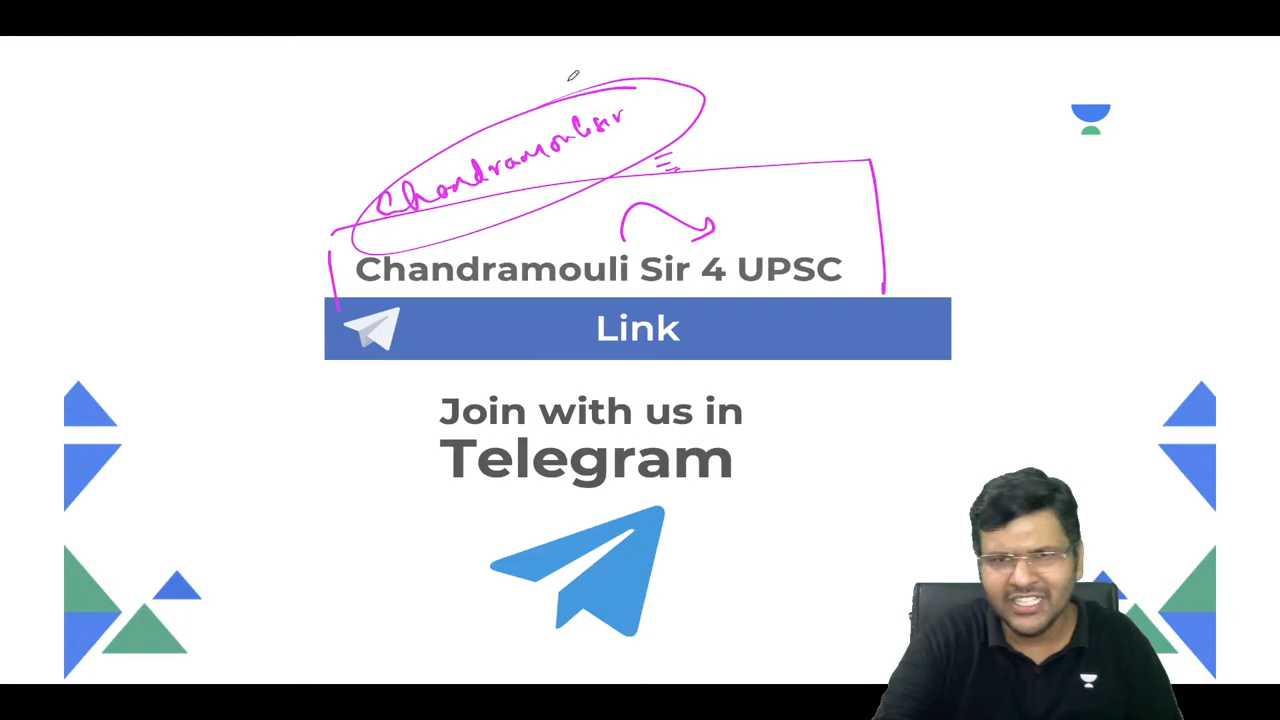 Chandramoulisir
Chandramouli Sir 4 UPSC
Link
Join with us in
Telegram